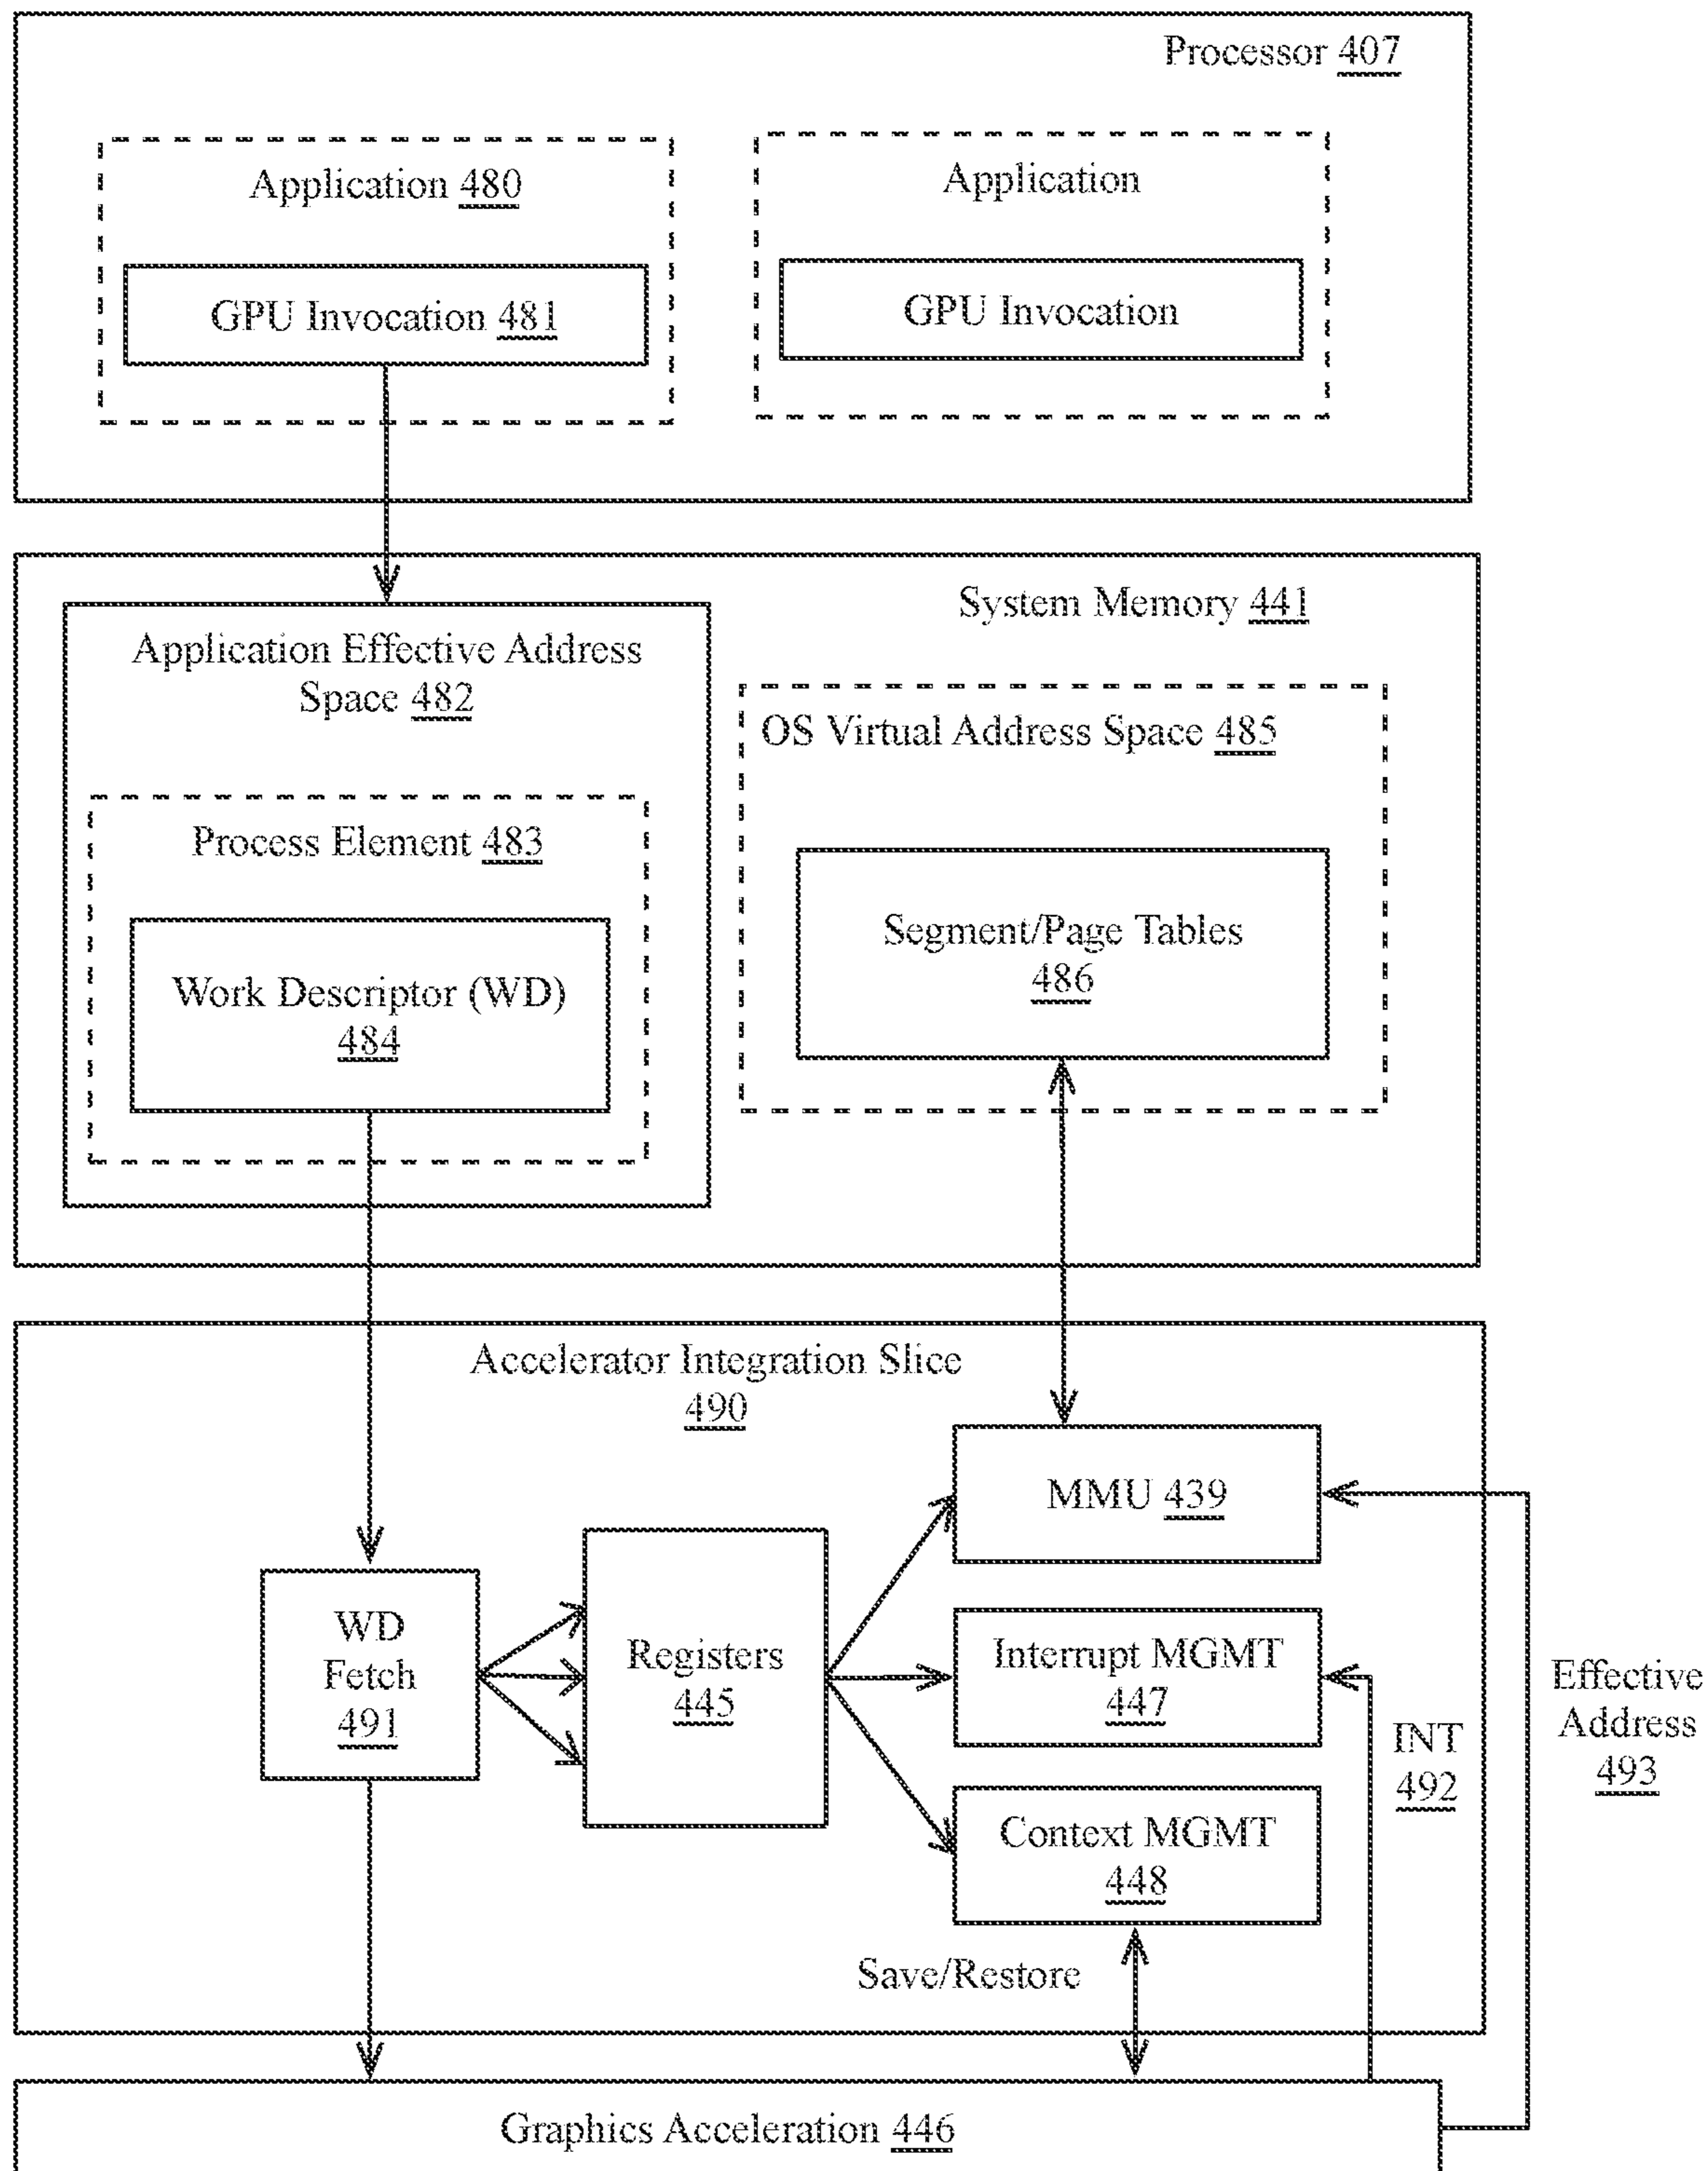 Processor 407
Application 480
Application
GPU Invocation 481
GPU Invocation
System Memory 441
Application Effective Address
Space 482
OS Virtual Address Space 485
Process Element 483
Segment/Page Tables
486
Work Descriptor (WD)
484
Accelerator Integration Slice
490
MMU 439
WD
Fetch
491
Registers
445
Interrupt MGMT
447
Effective
Address
493
INT
492
Context MGMT
448
Save/Restore
Graphics Acceleration 446